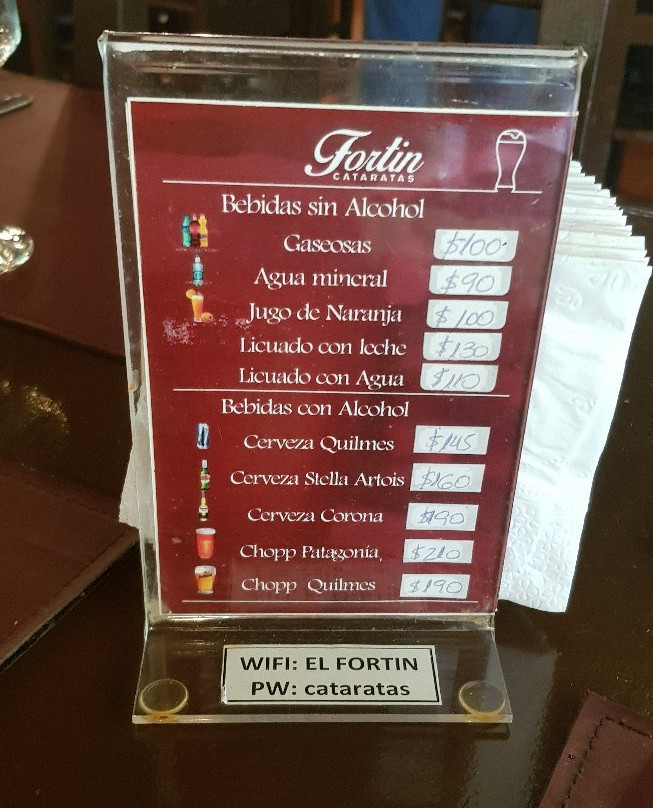 Fortin
CATARATAS
Bebidas sin Alcohol
Gaseosas $100
Agua mineral $90
Jugo de Naranja $100
Licuado con leche $130
Licuado con Agua $110
Bebidas con Alcohol
Cerveza Quilmes $145
Cerveza Stella Artois $160
Cerveza Corona $190
Chopp Patagonía $210
Chopp Quilmes $190
WIFI: EL FORTIN
PW: cataratas